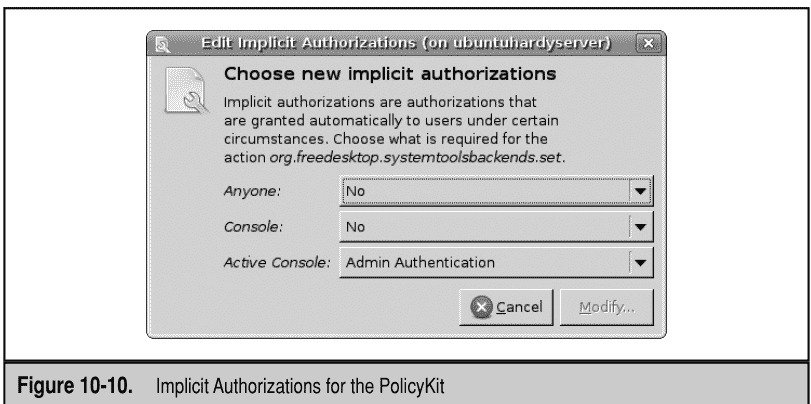 Edit Implicit Authorizations (on ubuntuhardyserver)
Choose new implicit authorizations
Implicit authorizations are authorizations that
are granted automatically to users under certain
circumstances. Choose what is required for the
action org.freedesktop.systemtoolsbackends.set.
Anyone: No
Console: No
Active Console: Admin Authentication
Cancel Modify...
Figure 10-10. Implicit Authorizations for the PolicyKit